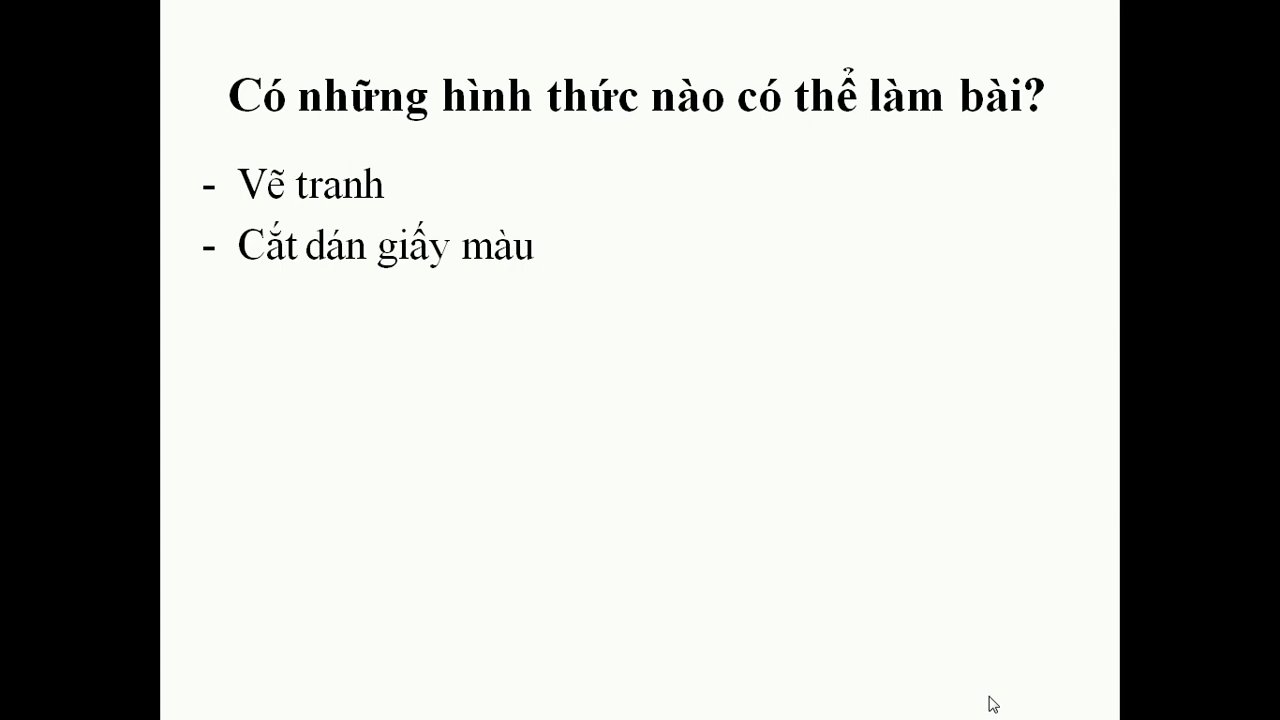 Có những hình thức nào có thể làm bài?
- Vẽ tranh
- Cắt dán giấy màu